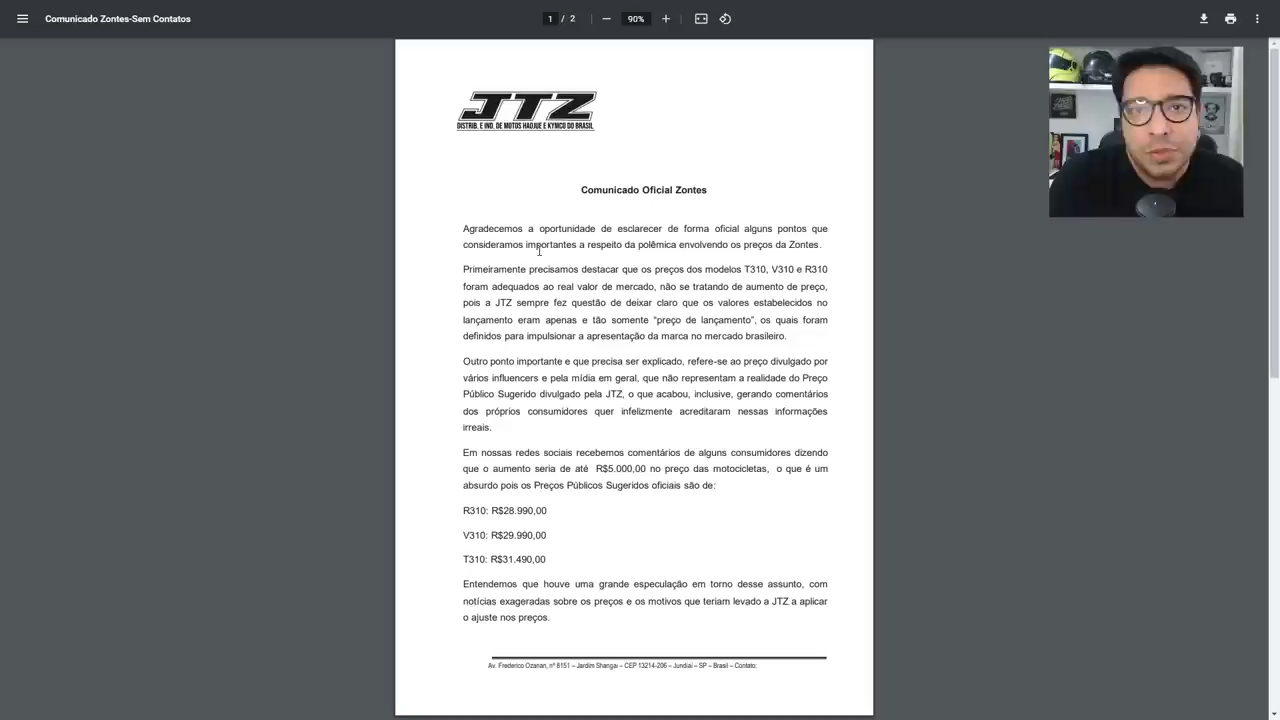 Comunicado Zontes-Sem Contatos
1 / 2
90%
JTZ
DISTRIB. E IND. DE MOTOS HAOJUE E KYMCO DO BRASIL
Comunicado Oficial Zontes
Agradecemos a oportunidade de esclarecer de forma oficial alguns pontos que
consideramos importantes a respeito da polêmica envolvendo os preços da Zontes.
Primeiramente precisamos destacar que os preços dos modelos T310, V310 e R310
foram adequados ao real valor de mercado, não se tratando de aumento de preço,
pois a JTZ sempre fez questão de deixar claro que os valores estabelecidos no
lançamento eram apenas e tão somente “preço de lançamento”, os quais foram
definidos para impulsionar a apresentação da marca no mercado brasileiro.
Outro ponto importante e que precisa ser explicado, refere-se ao preço divulgado por
vários influencers e pela mídia em geral, que não representam a realidade do Preço
Público Sugerido divulgado pela JTZ, o que acabou, inclusive, gerando comentários
dos próprios consumidores quer infelizmente acreditaram nessas informações
irreais.
Em nossas redes sociais recebemos comentários de alguns consumidores dizendo
que o aumento seria de até R$5.000,00 no preço das motocicletas, o que é um
absurdo pois os Preços Públicos Sugeridos oficiais são de:
R310: R$28.990,00
V310: R$29.990,00
T310: R$31.490,00
Entendemos que houve uma grande especulação em torno desse assunto, com
notícias exageradas sobre os preços e os motivos que teriam levado a JTZ a aplicar
o ajuste nos preços.
Av. Frederico Ozanan, nº 8151 – Jardim Shangai – CEP 13214-206 – Jundiaí – SP – Brasil – Contato: